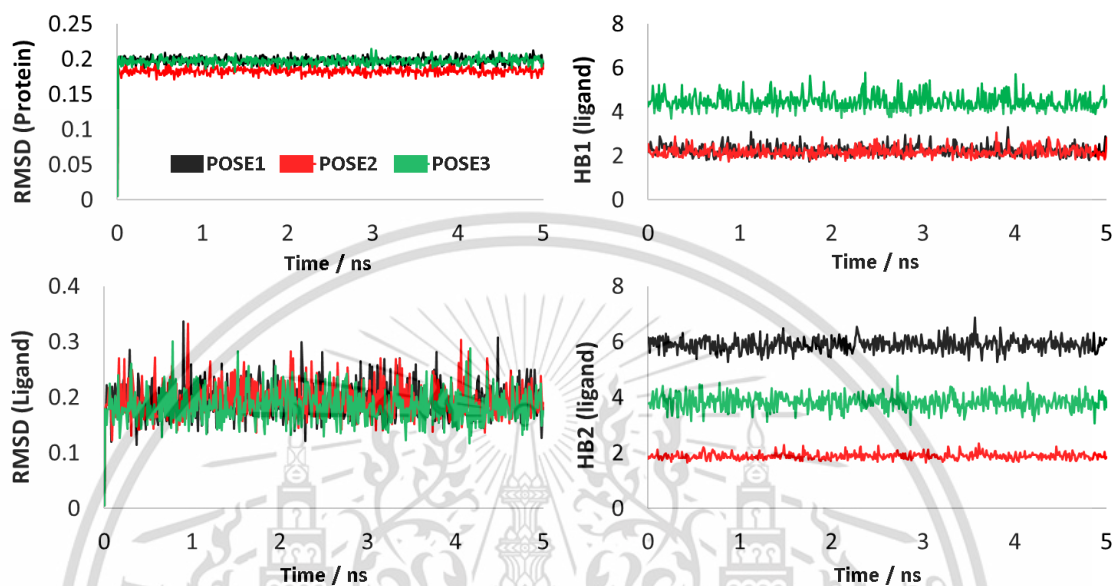 RMSD (Protein)
0.25
0.2
0.15
0.1
0.05
0
POSE1 POSE2 POSE3
0 1 2 3 4 5
Time / ns
HB1 (ligand)
8
6
4
2
0
0 1 2 3 4 5
Time / ns
RMSD (Ligand)
0.4
0.3
0.2
0.1
0
0 1 2 3 4 5
Time / ns
HB2 (ligand)
8
6
4
2
0
0 1 2 3 4 5
Time / ns